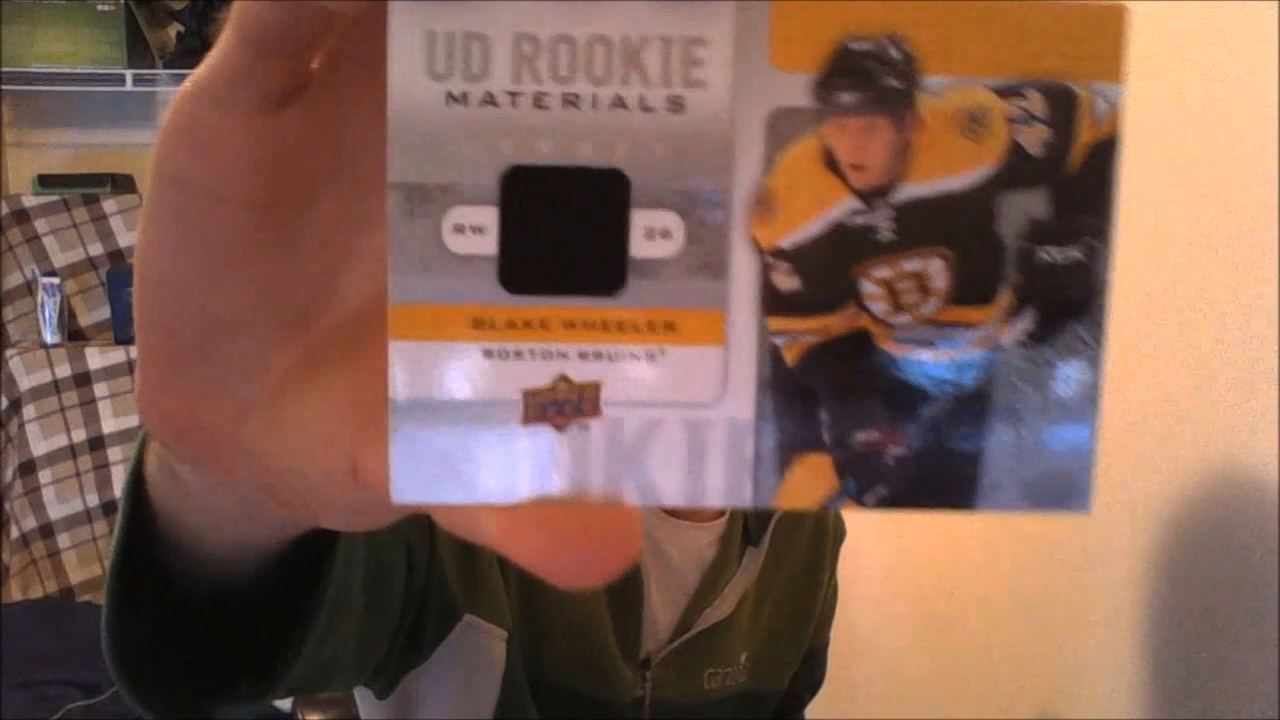 UD ROOKIE
MATERIALS
RW 26
BLAKE WHEELER
BOSTON BRUINS
B